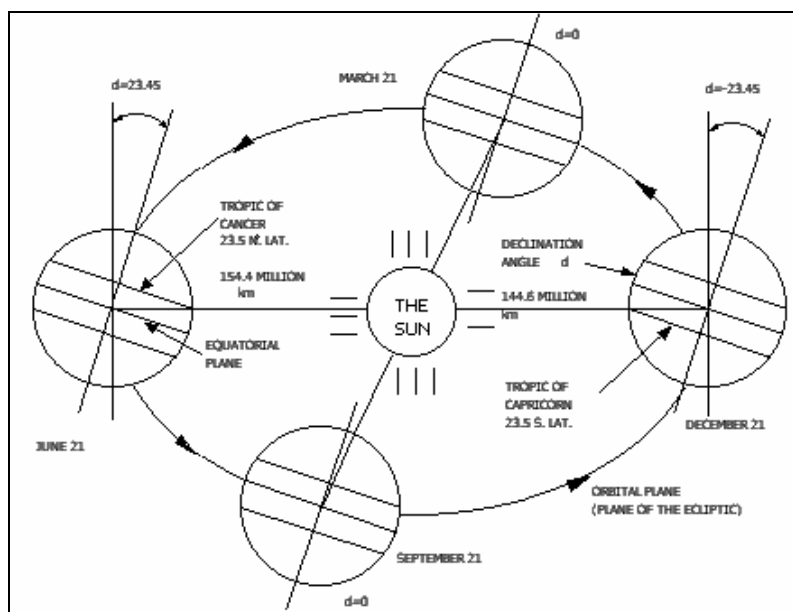 d=0
MARCH 21
d=23.45
d=-23.45
TROPIC OF
CANCER
23.5 N. LAT.
DECLINATION
ANGLE d
154.4 MILLION
km
THE
SUN
144.6 MILLION
km
EQUATORIAL
PLANE
TROPIC OF
CAPRICORN
23.5 S. LAT.
JUNE 21
DECEMBER 21
ORBITAL PLANE
(PLANE OF THE ECLIPTIC)
SEPTEMBER 21
d=0